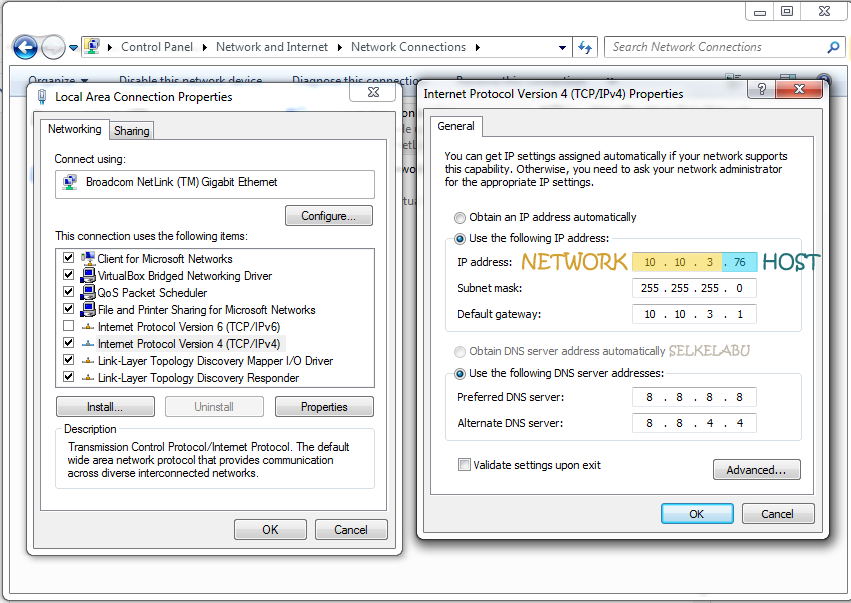 Control Panel
Network and Internet
Network Connections
Search Network Connections
Organize
Disable this network device
Diagnose this connection
Local Area Connection Properties
Networking
Sharing
Connect using:
Broadcom NetLink (TM) Gigabit Ethernet
Configure...
This connection uses the following items:
Client for Microsoft Networks
VirtualBox Bridged Networking Driver
QoS Packet Scheduler
File and Printer Sharing for Microsoft Networks
Internet Protocol Version 6 (TCP/IPv6)
Internet Protocol Version 4 (TCP/IPv4)
Link-Layer Topology Discovery Mapper I/O Driver
Link-Layer Topology Discovery Responder
Install...
Uninstall
Properties
Description
Transmission Control Protocol/Internet Protocol. The default
wide area network protocol that provides communication
across diverse interconnected networks.
OK
Cancel
Internet Protocol Version 4 (TCP/IPv4) Properties
General
You can get IP settings assigned automatically if your network supports
this capability. Otherwise, you need to ask your network administrator
for the appropriate IP settings.
Obtain an IP address automatically
Use the following IP address:
IP address: NETWORK 10 . 10 . 3 . 76 HOST
Subnet mask: 255 . 255 . 255 . 0
Default gateway: 10 . 10 . 3 . 1
Obtain DNS server address automatically SELKELABU
Use the following DNS server addresses:
Preferred DNS server: 8 . 8 . 8 . 8
Alternate DNS server: 8 . 8 . 4 . 4
Validate settings upon exit
Advanced...
OK
Cancel